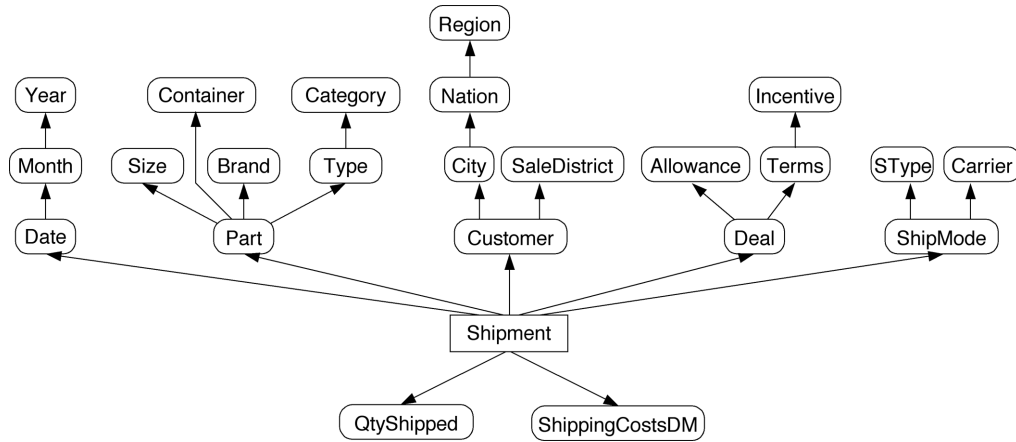 Region
Year
Container
Category
Nation
Incentive
Month
Size
Brand
Type
City
SaleDistrict
Allowance
Terms
SType
Carrier
Date
Part
Customer
Deal
ShipMode
Shipment
QtyShipped
ShippingCostsDM